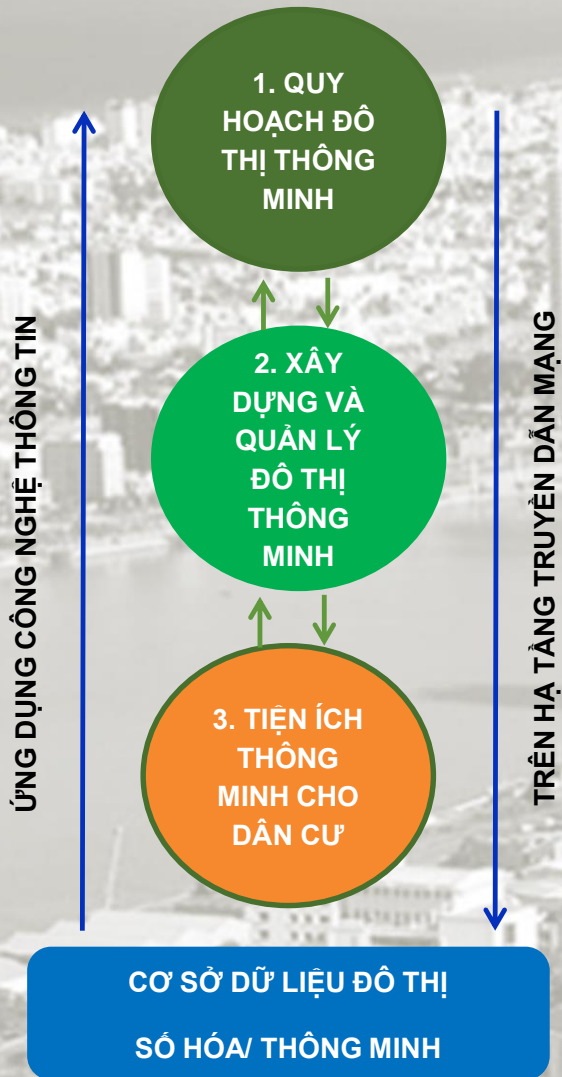 1. QUY
HOẠCH ĐÔ
THỊ THÔNG
MINH
ỨNG DỤNG CÔNG NGHỆ THÔNG TIN
2. XÂY
DỰNG VÀ
QUẢN LÝ
ĐÔ THỊ
THÔNG
MINH
TRÊN HẠ TẦNG TRUYỀN DẪN MẠNG
3. TIỆN ÍCH
THÔNG
MINH CHO
DÂN CƯ
CƠ SỞ DỮ LIỆU ĐÔ THỊ
SỐ HÓA/ THÔNG MINH